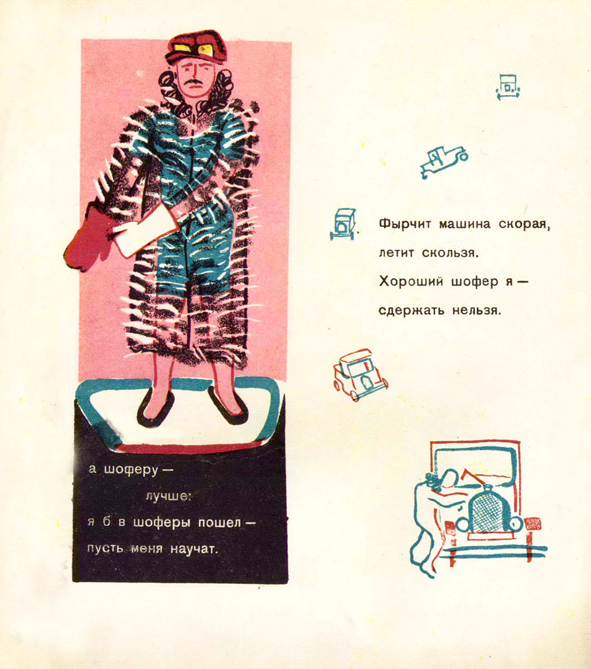 а шоферу —
лучше:
я б в шоферы пошел —
пусть меня научат.
Фырчит машина скорая,
летит скользя.
Хороший шофер я —
сдержать нельзя.